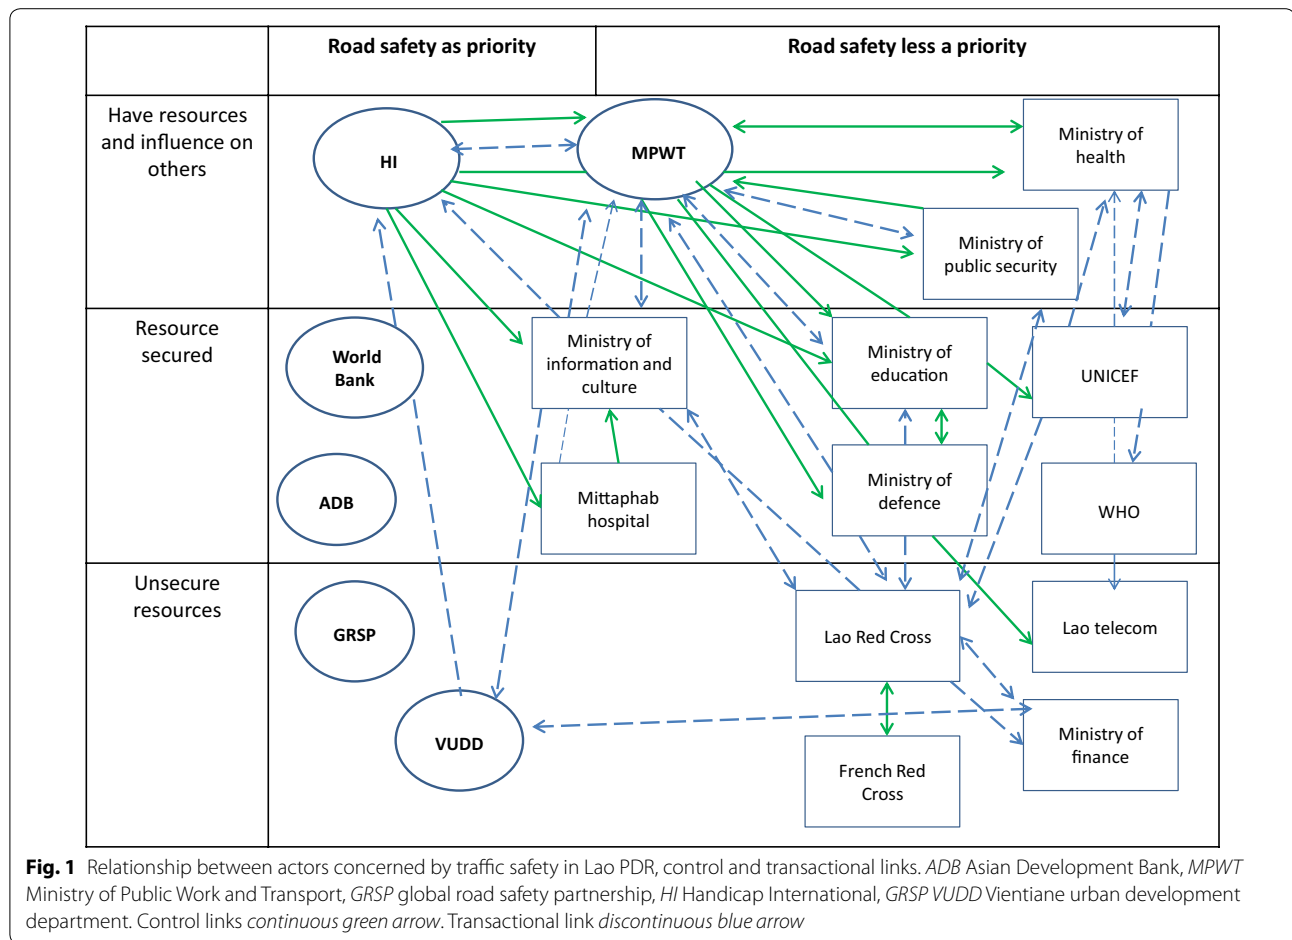 Road safety as priority
Road safety less a priority
Have resources
and influence on
others
HI
MPWT
Ministry of
health
Ministry of
public security
Resource
secured
World
Bank
Ministry of
information and
culture
Ministry of
education
UNICEF
ADB
Mittaphab
hospital
Ministry of
defence
WHO
Unsecure
resources
GRSP
Lao Red Cross
Lao telecom
VUDD
French Red
Cross
Ministry of
finance
Fig. 1 Relationship between actors concerned by traffic safety in Lao PDR, control and transactional links. ADB Asian Development Bank, MPWT
Ministry of Public Work and Transport, GRSP global road safety partnership, HI Handicap International, GRSP VUDD Vientiane urban development
department. Control links continuous green arrow. Transactional link discontinuous blue arrow